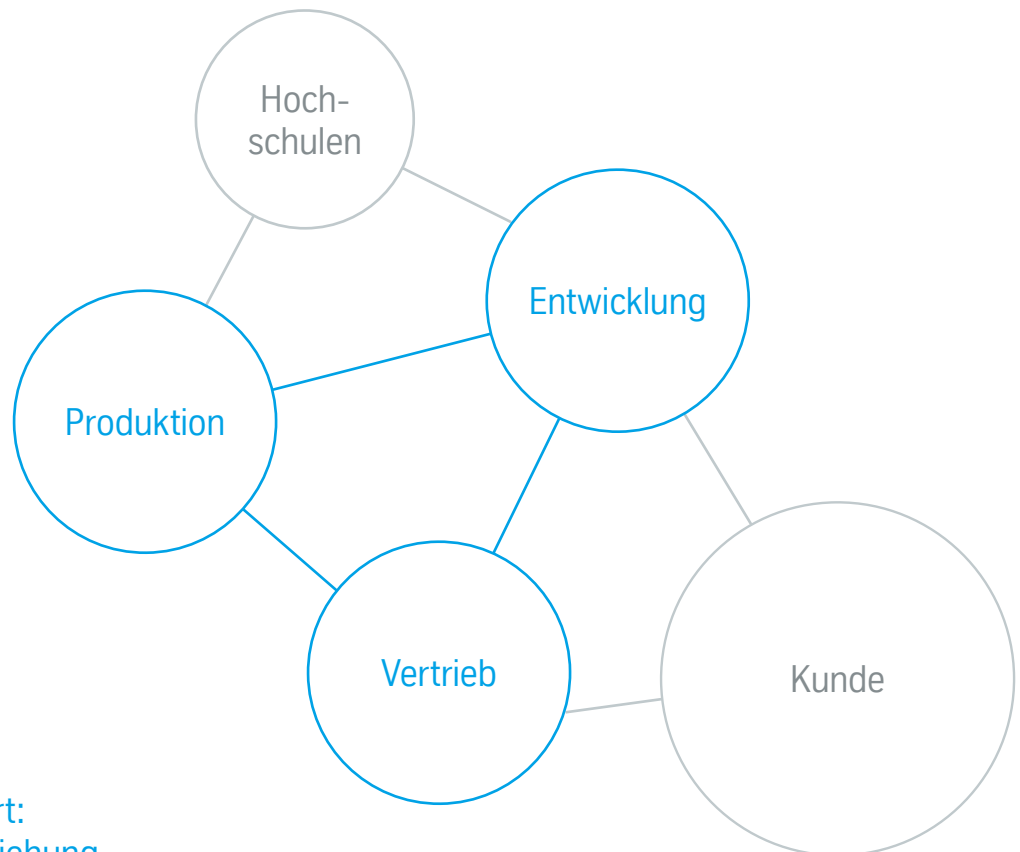 Hoch-
schulen
Entwicklung
Produktion
Vertrieb
Kunde